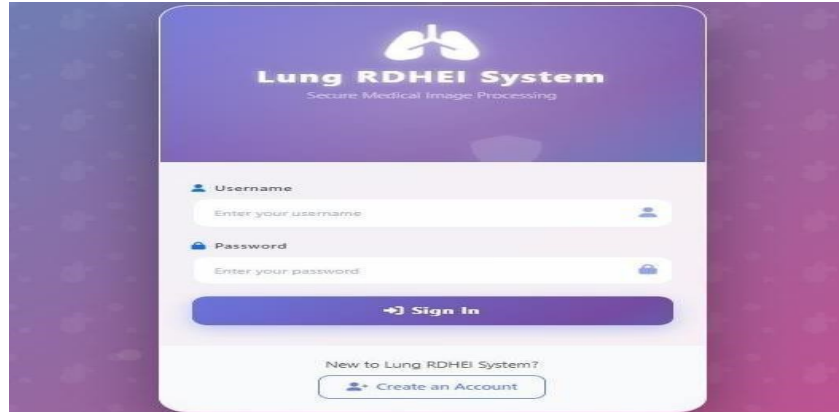 Lung RDHEI System
Secure Medical Image Processing
Username
Enter your username
Password
Enter your password
Sign In
New to Lung RDHEI System?
Create an Account